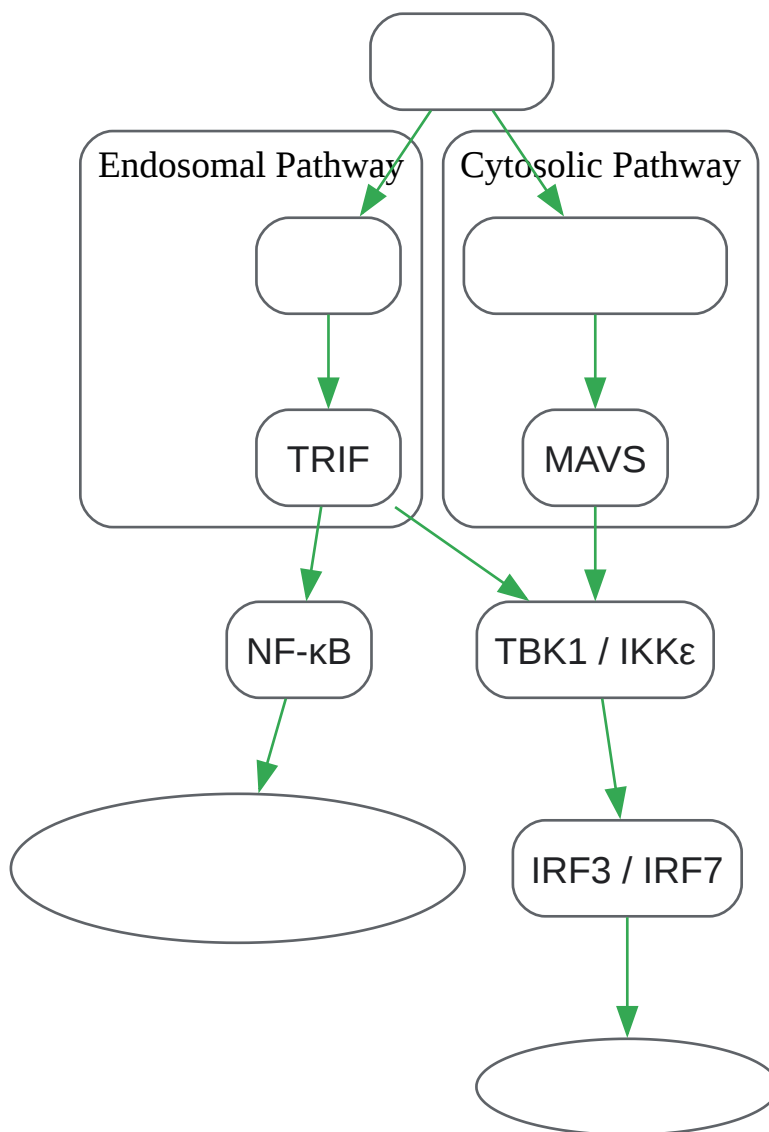 Endosomal Pathway
Cytosolic Pathway
TRIF
MAVS
NF-κB
TBK1 / IKKε
IRF3 / IRF7